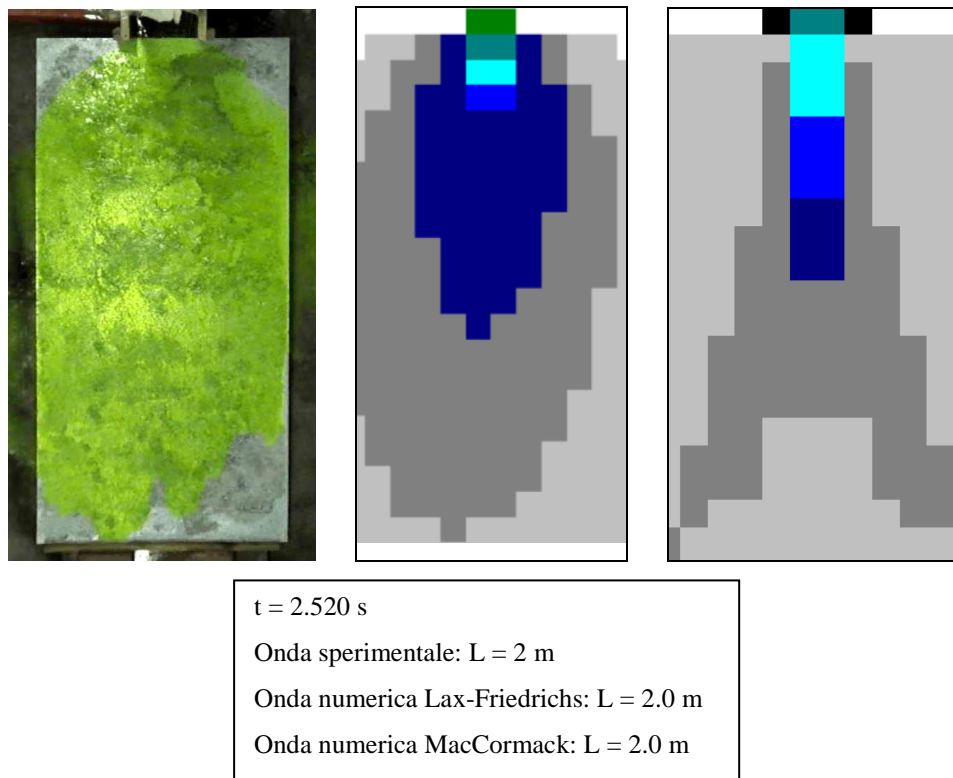 t = 2.520 s
Onda sperimentale: L = 2 m
Onda numerica Lax-Friedrichs: L = 2.0 m
Onda numerica MacCormack: L = 2.0 m